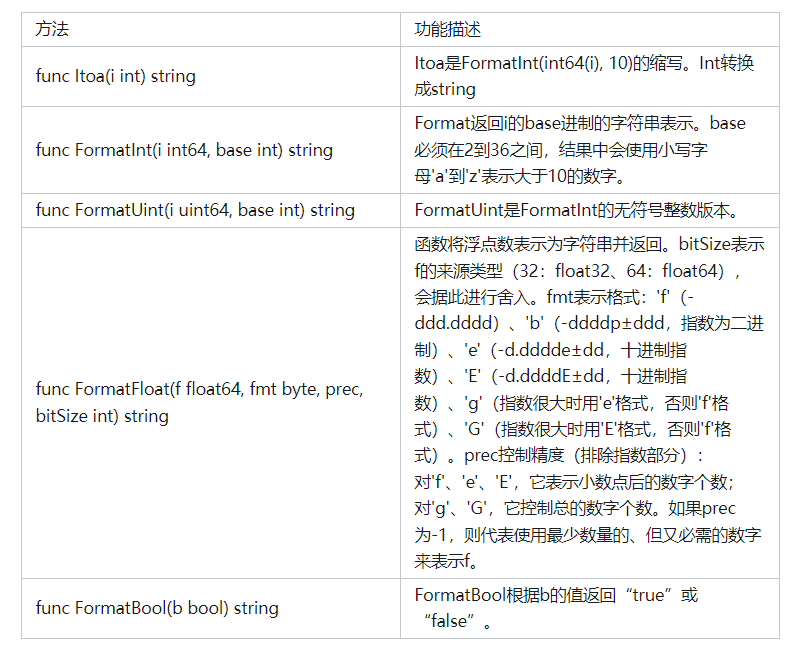 方法
功能描述
func Itoa(i int) string
Itoa是FormatInt(int64(i), 10)的缩写。Int转换
成string
func FormatInt(i int64, base int) string
Format返回i的base进制的字符串表示。base
必须在2到36之间，结果中会使用小写字
母'a'到'z'表示大于10的数字。
func FormatUint(i uint64, base int) string
FormatUint是FormatInt的无符号整数版本。
func FormatFloat(f float64, fmt byte, prec,
bitSize int) string
函数将浮点数表示为字符串并返回。bitSize表示
f的来源类型（32：float32、64：float64），
会据此进行舍入。fmt表示格式：'f'（-
ddd.dddd）、'b'（-ddddp±ddd，指数为二进
制）、'e'（-d.dddde±dd，十进制指
数）、'E'（-d.ddddE±dd，十进制指
数）、'g'（指数很大时用'e'格式，否则'f'格
式）、'G'（指数很大时用'E'格式，否则'f'格
式）。prec控制精度（排除指数部分）：
对'f'、'e'、'E'，它表示小数点后的数字个数；
对'g'、'G'，它控制总的数字个数。如果prec
为-1，则代表使用最少数量的、但又必需的数字
来表示f。
func FormatBool(b bool) string
FormatBool根据b的值返回“true”或
“false”。